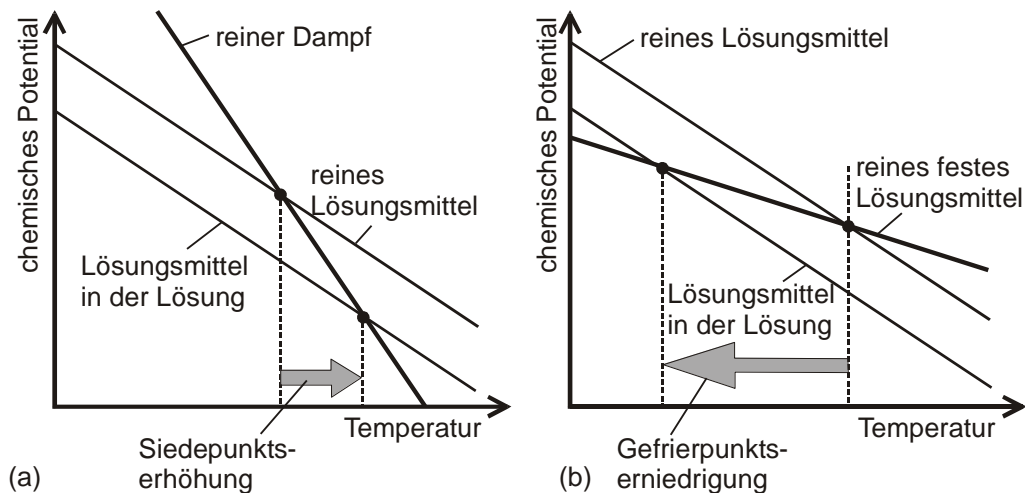 chemisches Potential
reiner Dampf
reines
Lösungsmittel
Lösungsmittel
in der Lösung
Temperatur
Siedepunkts-
erhöhung
(a)
chemisches Potential
reines Lösungsmittel
reines festes
Lösungsmittel
Lösungsmittel
in der Lösung
Temperatur
Gefrierpunkts-
erniedrigung
(b)